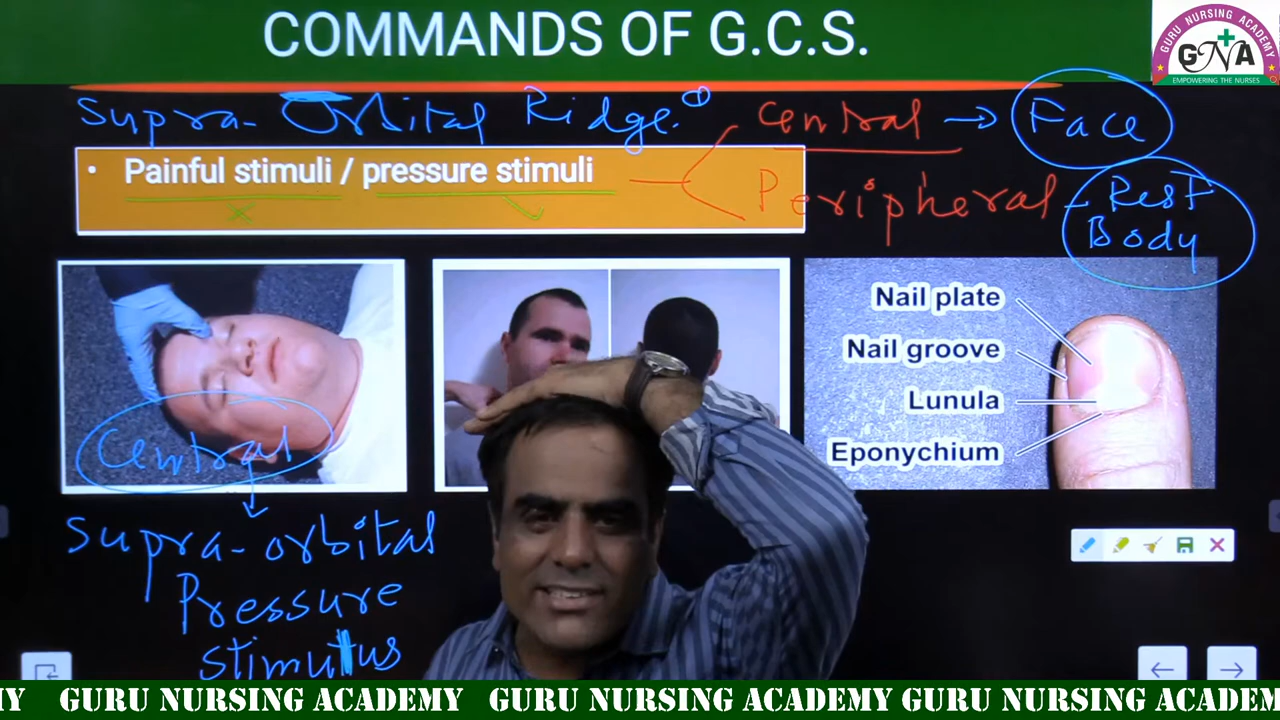 COMMANDS OF G.C.S.
GURU NURSING ACADEMY
GNA
EMPOWERING THE NURSES
Supra-Orbital Ridge.
Central → Face
• Painful stimuli / pressure stimuli
Peripheral - Rest
Body
Nail plate
Nail groove
Lunula
Eponychium
Central
Supra-orbital
Pressure
stimulus
MY GURU NURSING ACADEMY GURU NURSING ACADEMY GURU NURSING ACADEM